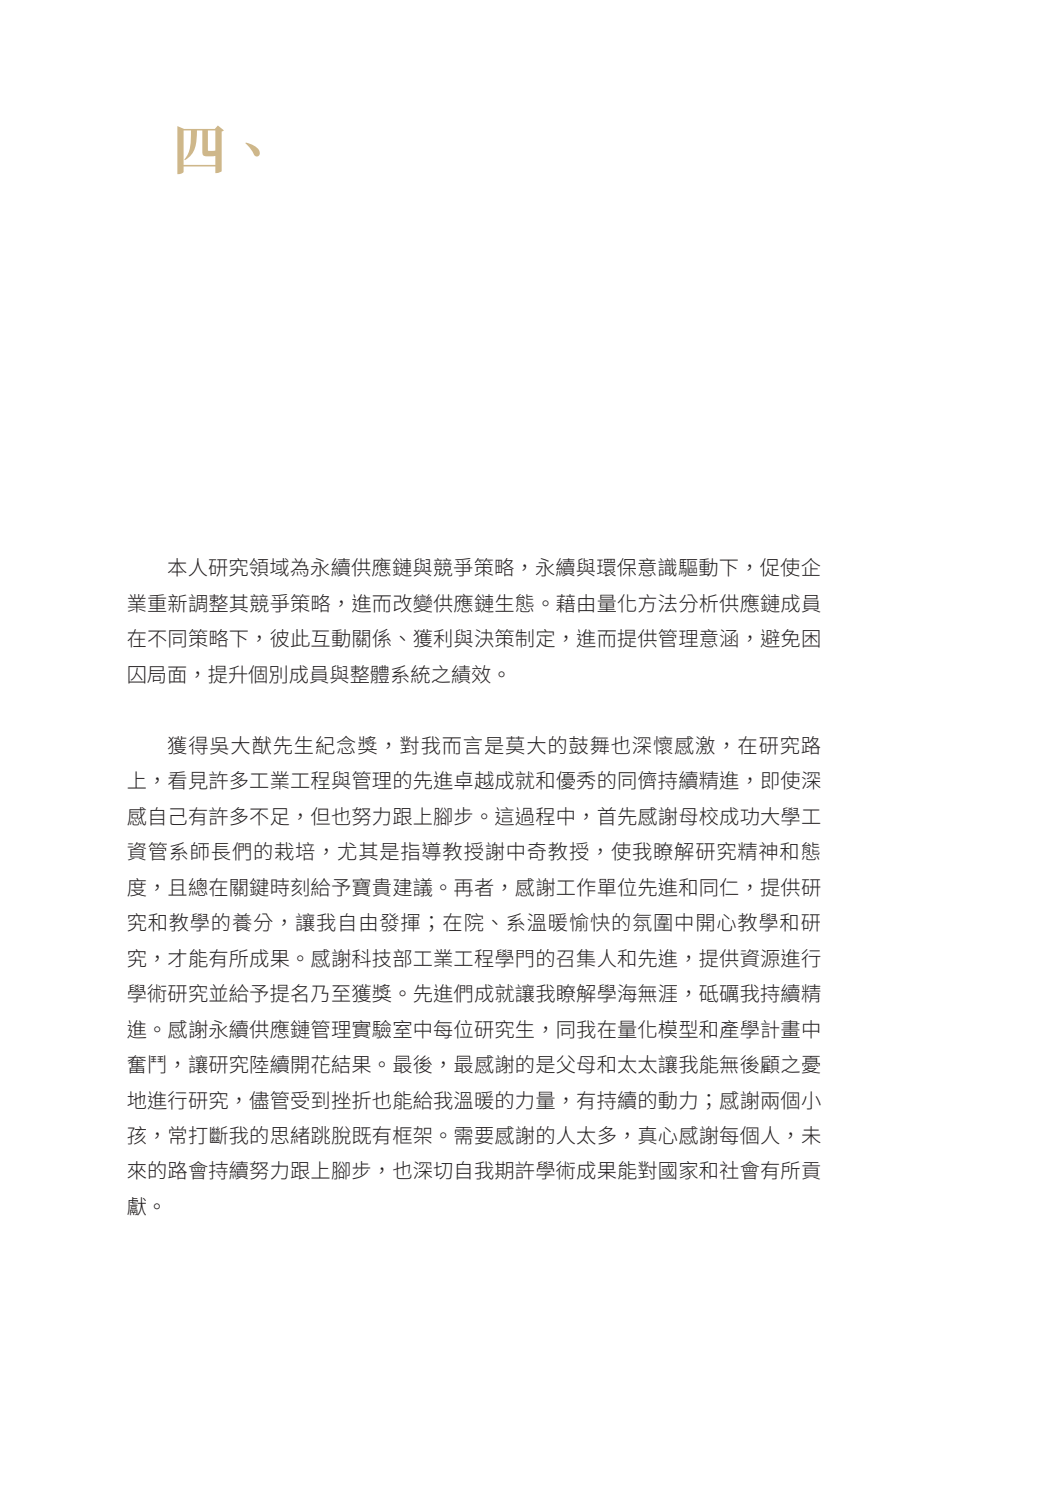 四、
本人研究領域為永續供應鏈與競爭策略，永續與環保意識驅動下，促使企
業重新調整其競爭策略，進而改變供應鏈生態。藉由量化方法分析供應鏈成員
在不同策略下，彼此互動關係、獲利與決策制定，進而提供管理意涵，避免困
囚局面，提升個別成員與整體系統之績效。
獲得吳大猷先生紀念獎，對我而言是莫大的鼓舞也深懷感激，在研究路
上，看見許多工業工程與管理的先進卓越成就和優秀的同儕持續精進，即使深
感自己有許多不足，但也努力跟上腳步。這過程中，首先感謝母校成功大學工
資管系師長們的栽培，尤其是指導教授謝中奇教授，使我瞭解研究精神和態
度，且總在關鍵時刻給予寶貴建議。再者，感謝工作單位先進和同仁，提供研
究和教學的養分，讓我自由發揮；在院、系溫暖愉快的氛圍中開心教學和研
究，才能有所成果。感謝科技部工業工程學門的召集人和先進，提供資源進行
學術研究並給予提名乃至獲獎。先進們成就讓我瞭解學海無涯，砥礪我持續精
進。感謝永續供應鏈管理實驗室中每位研究生，同我在量化模型和產學計畫中
奮鬥，讓研究陸續開花結果。最後，最感謝的是父母和太太讓我能無後顧之憂
地進行研究，儘管受到挫折也能給我溫暖的力量，有持續的動力；感謝兩個小
孩，常打斷我的思緒跳脫既有框架。需要感謝的人太多，真心感謝每個人，未
來的路會持續努力跟上腳步，也深切自我期許學術成果能對國家和社會有所貢
獻。